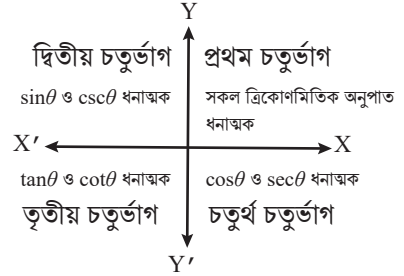 Y
দ্বিতীয় চতুর্ভাগ
প্রথম চতুর্ভাগ
sinθ ও cscθ ধনাত্মক
সকল ত্রিকোণমিতিক অনুপাত
ধনাত্মক
X′
X
tanθ ও cotθ ধনাত্মক
cosθ ও secθ ধনাত্মক
তৃতীয় চতুর্ভাগ
চতুর্থ চতুর্ভাগ
Y′